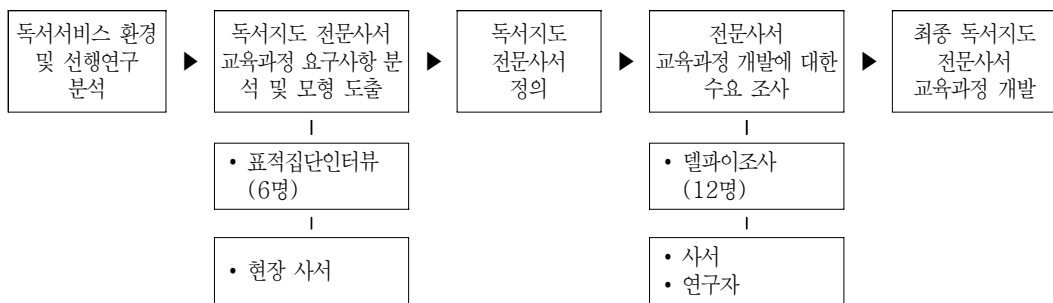 독서서비스 환경
및 선행연구
분석
▶
독서지도 전문사서
교육과정 요구사항 분
석 및 모형 도출
▶
독서지도
전문사서
정의
▶
전문사서
교육과정 개발에 대한
수요 조사
▶
최종 독서지도
전문사서
교육과정 개발
• 표적집단인터뷰
(6명)
• 현장 사서
• 델파이조사
(12명)
• 사서
• 연구자